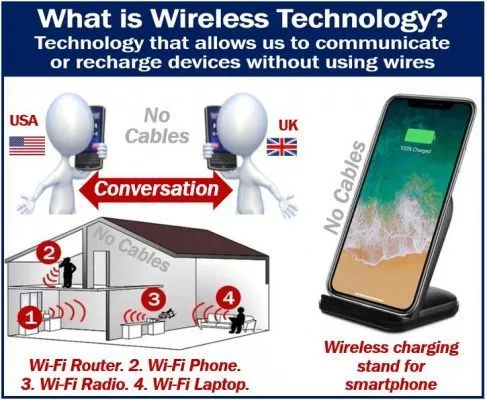 What is Wireless Technology?
Technology that allows us to communicate
or recharge devices without using wires
USA
No
Cables
UK
Conversation
No Cables
100% Charged
No Cables
2
1
3
4
Wi-Fi Router. 2. Wi-Fi Phone.
3. Wi-Fi Radio. 4. Wi-Fi Laptop.
Wireless charging
stand for
smartphone